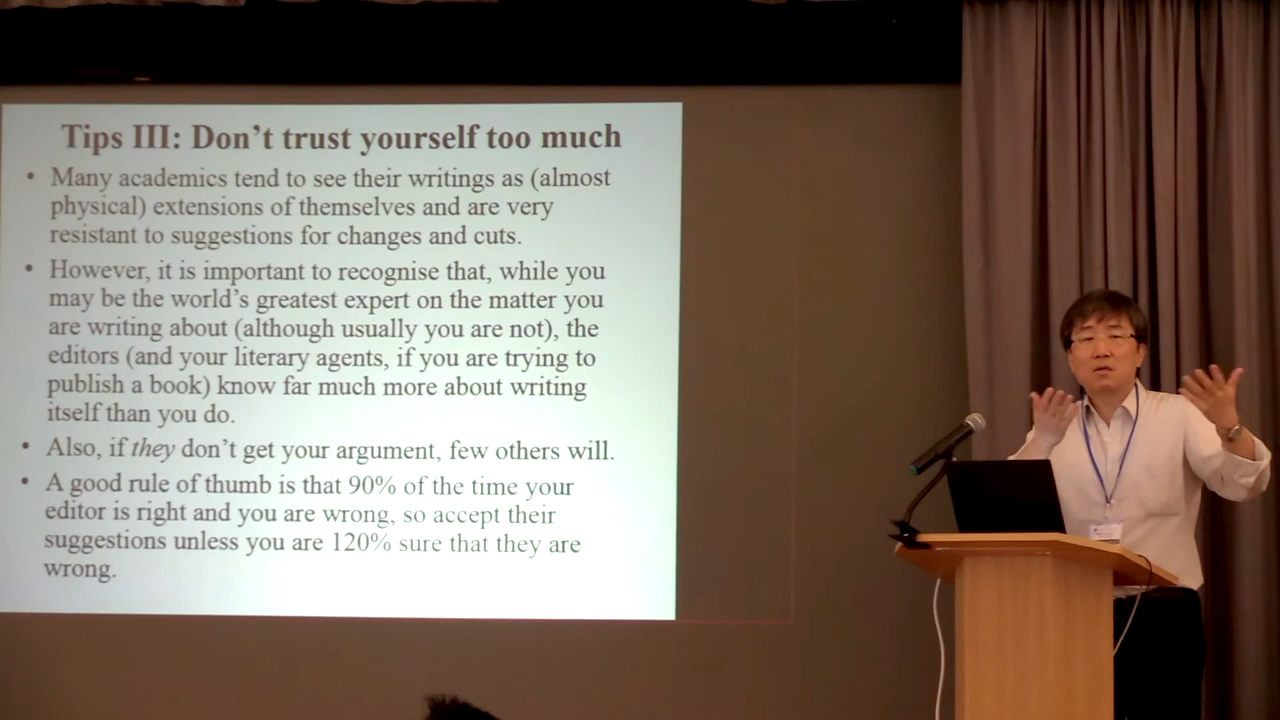 Tips III: Don't trust yourself too much
• Many academics tend to see their writings as (almost
physical) extensions of themselves and are very
resistant to suggestions for changes and cuts.
• However, it is important to recognise that, while you
may be the world's greatest expert on the matter you
are writing about (although usually you are not), the
editors (and your literary agents, if you are trying to
publish a book) know far much more about writing
itself than you do.
• Also, if they don't get your argument, few others will.
• A good rule of thumb is that 90% of the time your
editor is right and you are wrong, so accept their
suggestions unless you are 120% sure that they are
wrong.